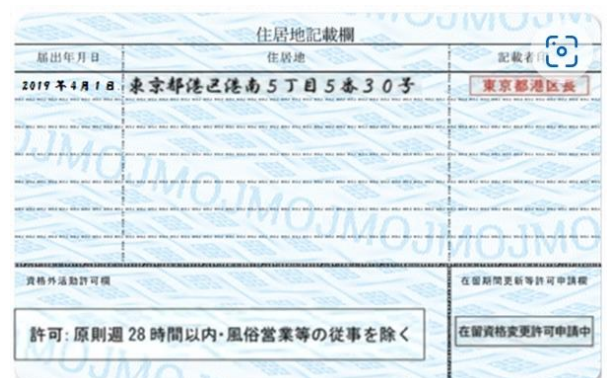 住居地記載欄
届出年月日 住居地 記載者印
2019年4月1日 東京都港区港南5丁目5番30号 東京都港区長
資格外活動許可欄 在留期間更新等許可申請欄
許可:原則週28時間以内・風俗営業等の従事を除く 在留資格変更許可申請中
MOJMOJMOJMO